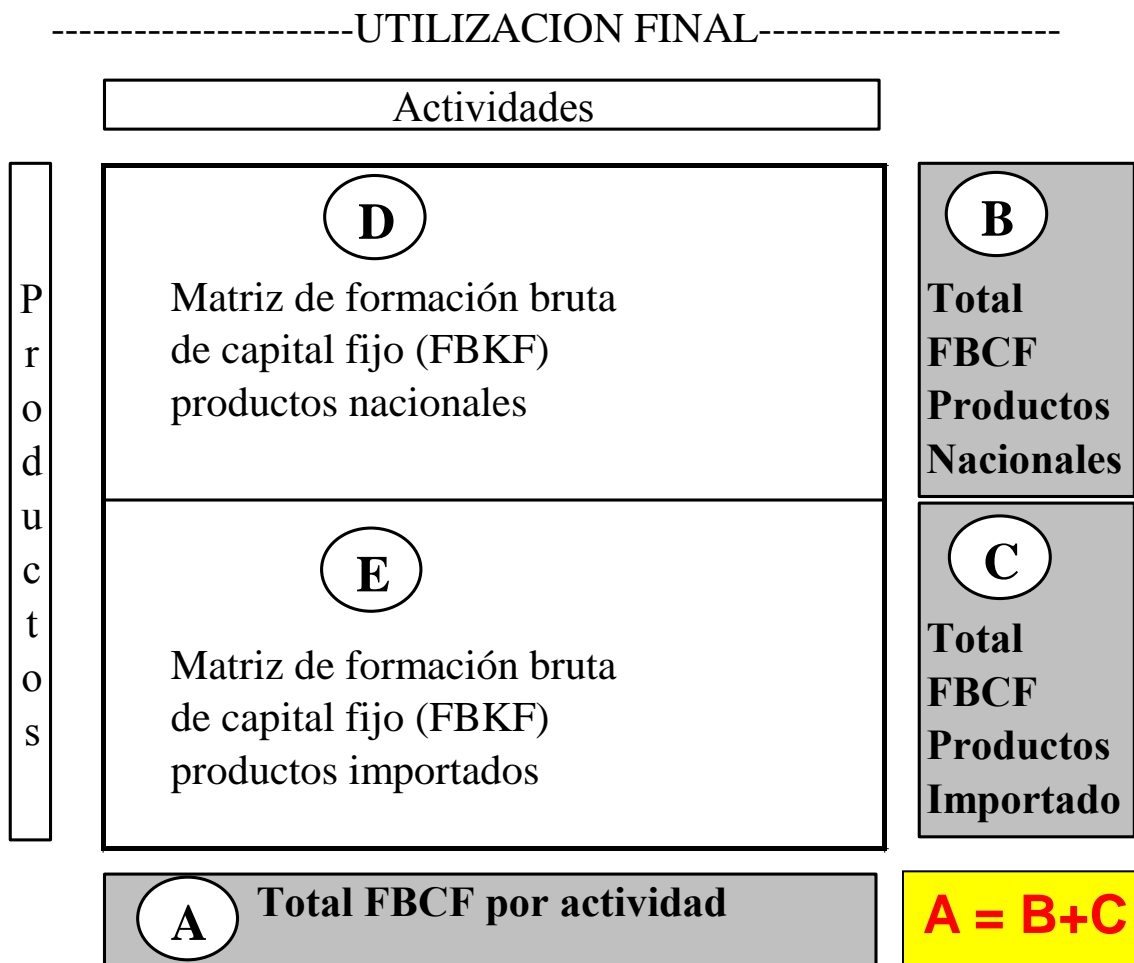 ----------------------UTILIZACION FINAL----------------------
Actividades
Productos
D
Matriz de formación bruta
de capital fijo (FBKF)
productos nacionales
B
Total
FBCF
Productos
Nacionales
E
Matriz de formación bruta
de capital fijo (FBKF)
productos importados
C
Total
FBCF
Productos
Importado
A
Total FBCF por actividad
A = B+C